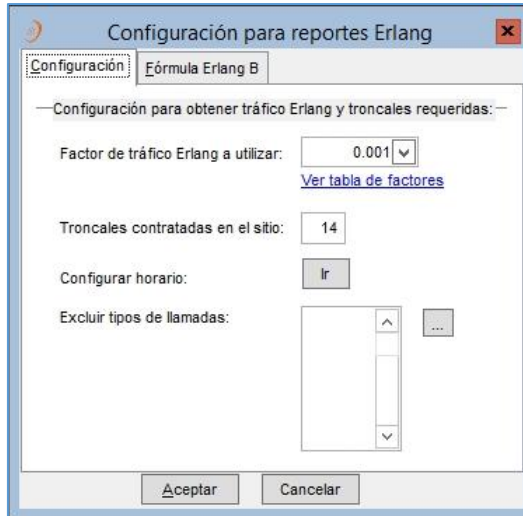 Configuración para reportes Erlang
Configuración
Fórmula Erlang B
Configuración para obtener tráfico Erlang y troncales requeridas:
Factor de tráfico Erlang a utilizar:
0.001
Ver tabla de factores
Troncales contratadas en el sitio:
14
Configurar horario:
Ir
Excluir tipos de llamadas:
...
Aceptar
Cancelar